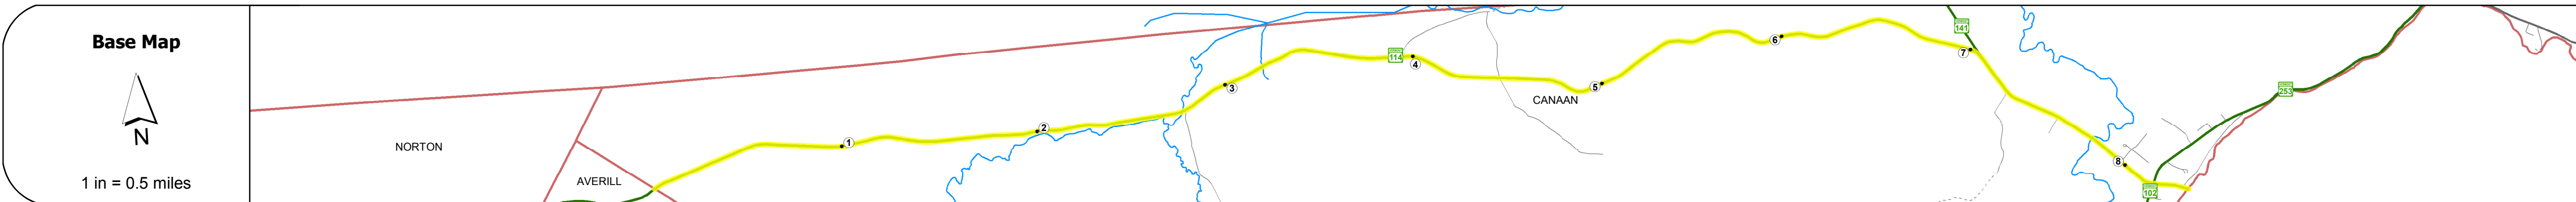 Base Map
N
1 in = 0.5 miles
NORTON
AVERILL
1
2
3
114
4
CANAAN
5
6
141
7
8
102
253